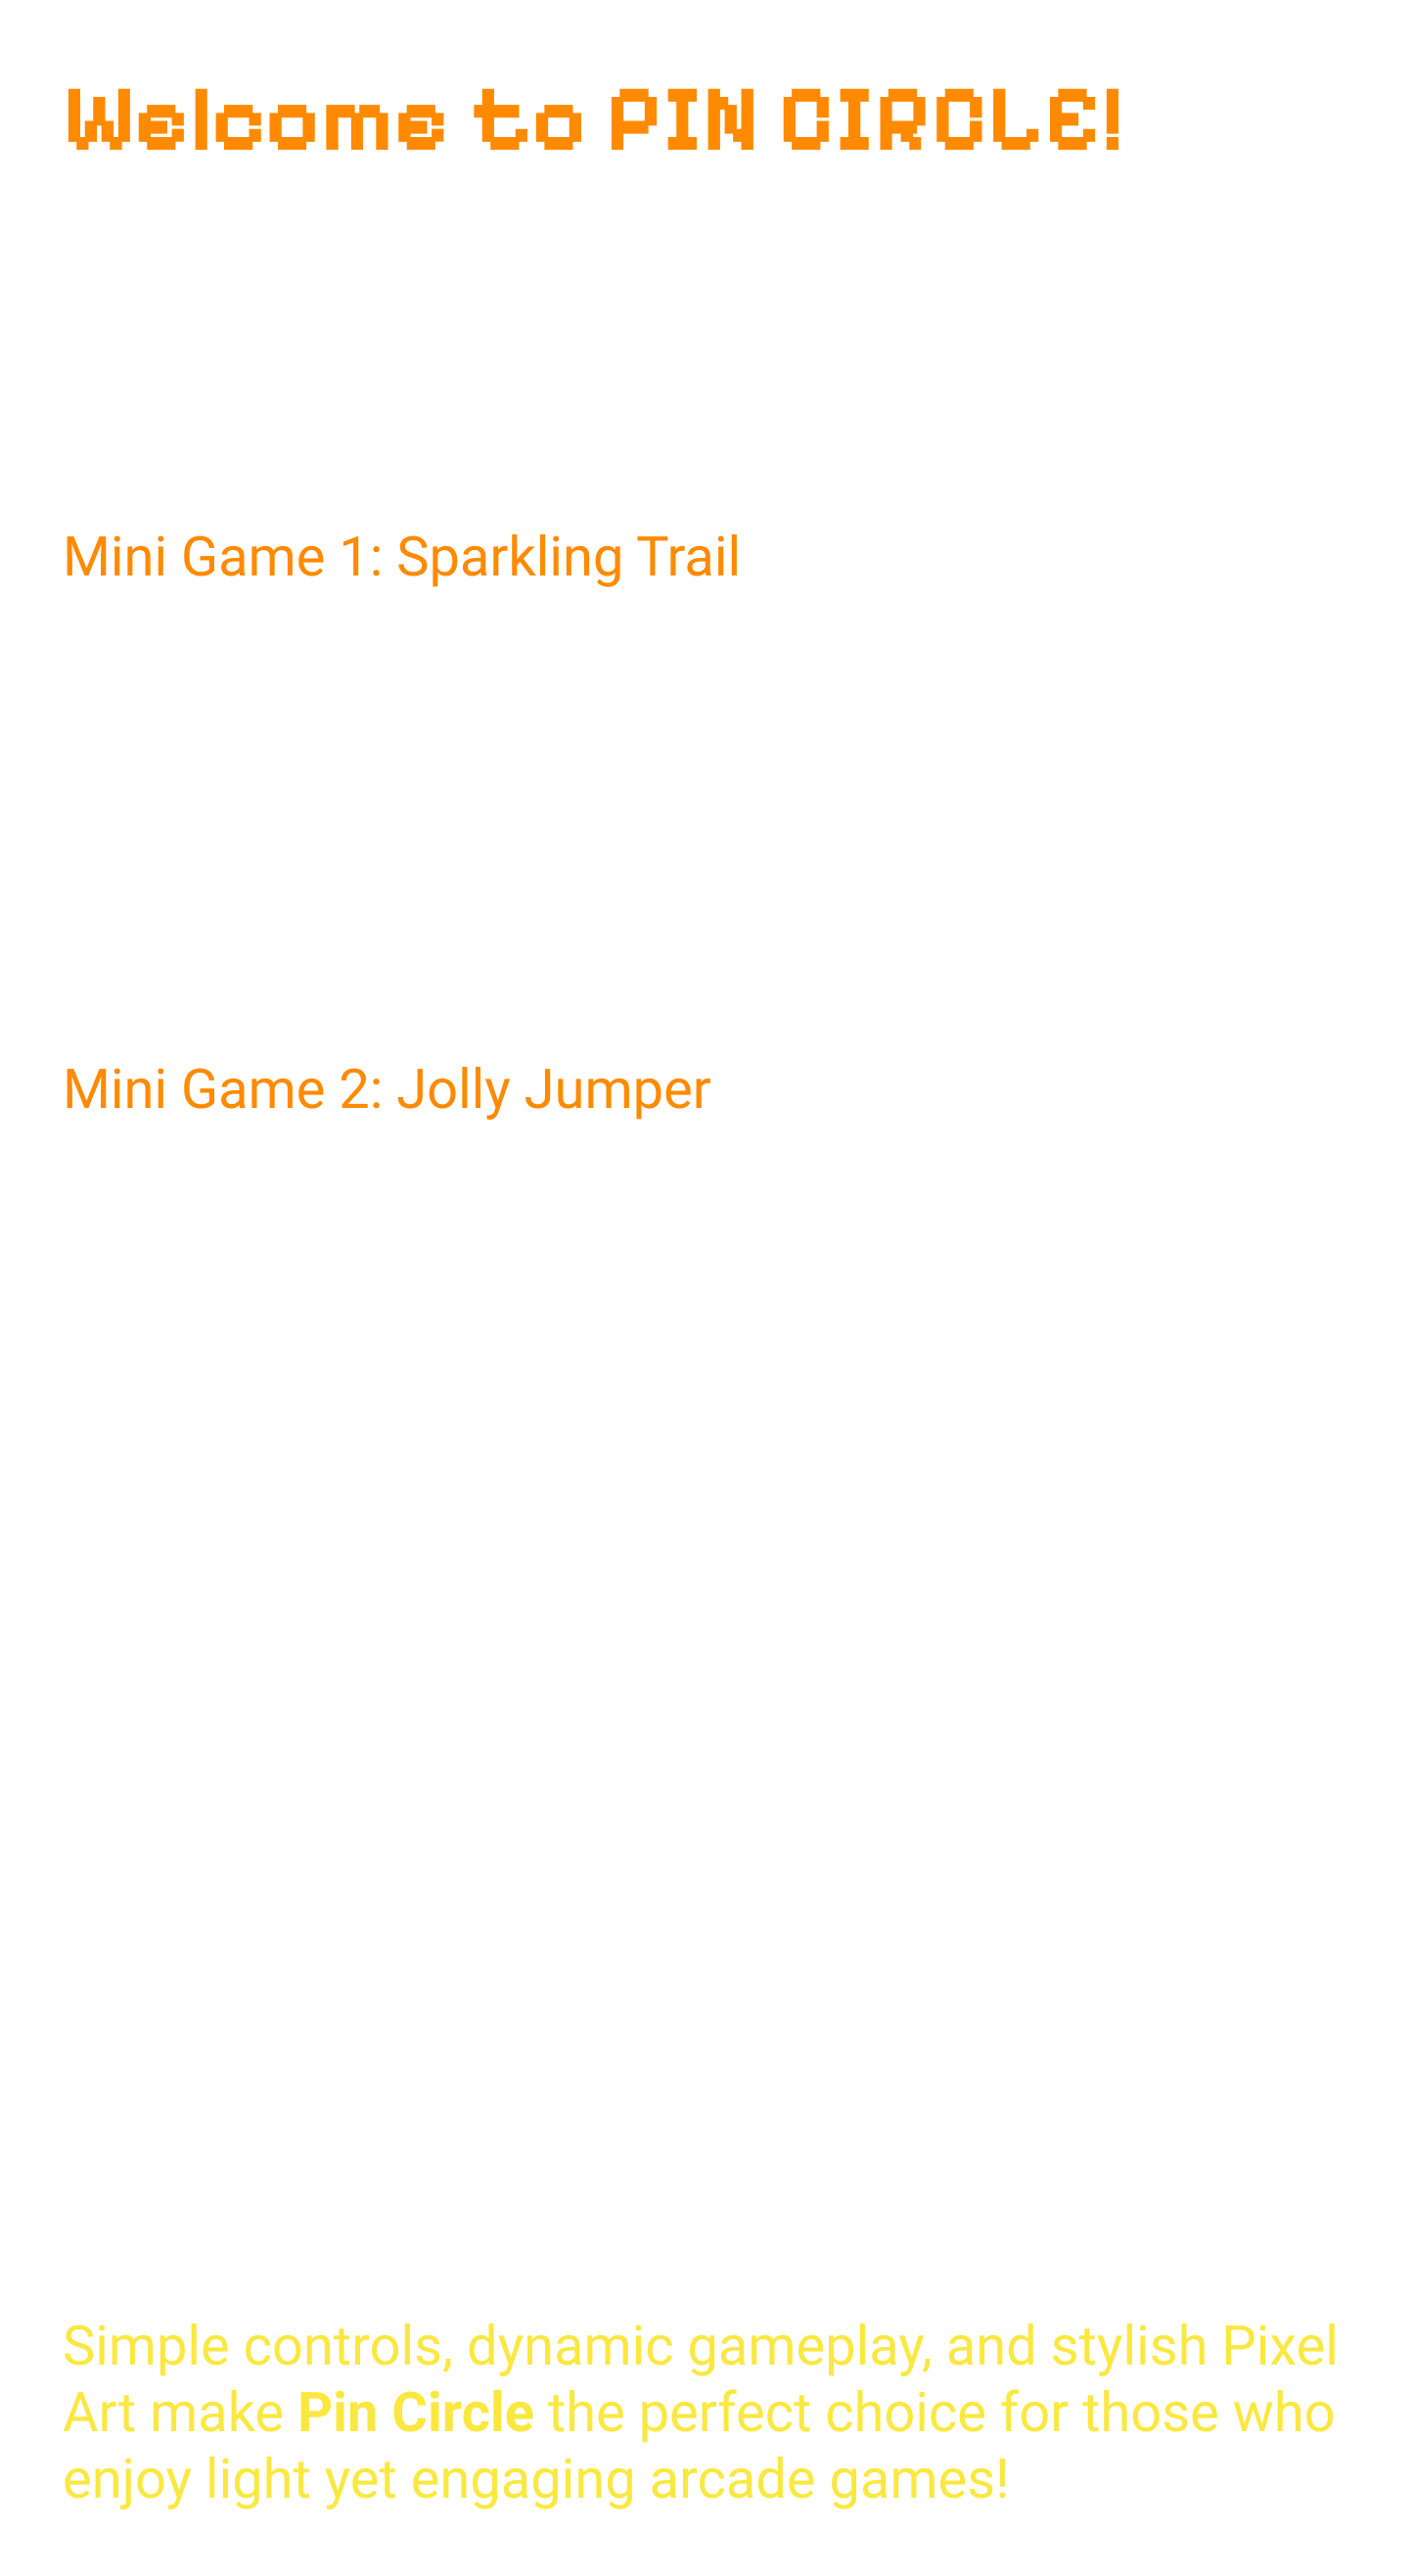 Welcome to PIN CIRCLE!
Mini Game 1: Sparkling Trail
Mini Game 2: Jolly Jumper
Simple controls, dynamic gameplay, and stylish Pixel
Art make Pin Circle the perfect choice for those who
enjoy light yet engaging arcade games!